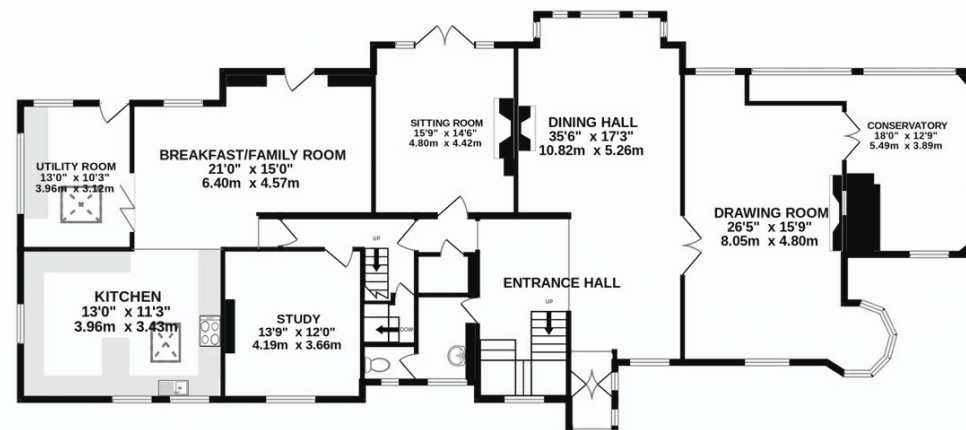 UTILITY ROOM
13'0" x 10'3"
3.96m x 3.12m
BREAKFAST/FAMILY ROOM
21'0" x 15'0"
6.40m x 4.57m
SITTING ROOM
15'9" x 14'6"
4.80m x 4.42m
DINING HALL
35'6" x 17'3"
10.82m x 5.26m
CONSERVATORY
18'0" x 12'9"
5.49m x 3.89m
DRAWING ROOM
26'5" x 15'9"
8.05m x 4.80m
KITCHEN
13'0" x 11'3"
3.96m x 3.43m
STUDY
13'9" x 12'0"
4.19m x 3.66m
UP
DOW
ENTRANCE HALL
UP